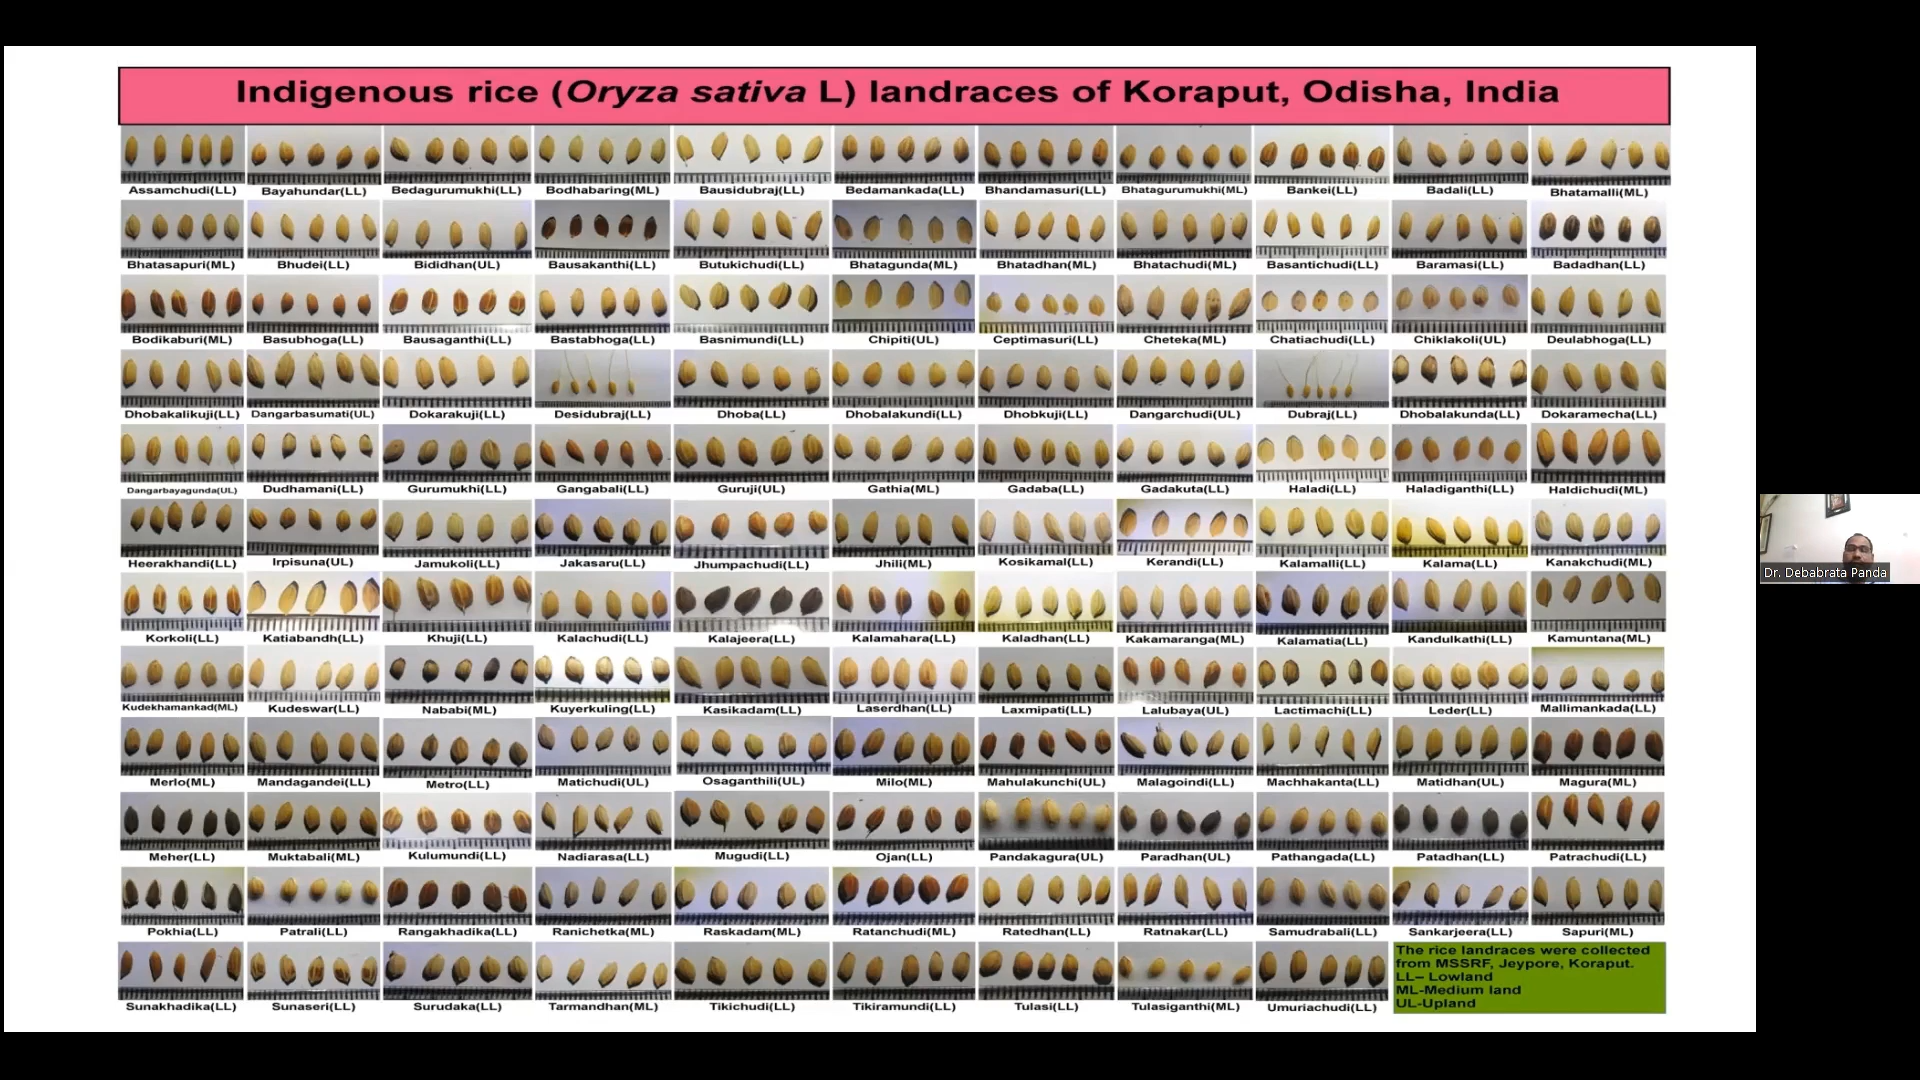 Indigenous rice (Oryza sativa L) landraces of Koraput, Odisha, India
Assamchudi(LL) Bayahundar(LL) Bedagurumukhi(LL) Bodhabaring(ML) Bausidubraj(LL) Bedamankada(LL) Bhandamasuri(LL) Bhatagurumukhi(ML) Bankei(LL) Badali(LL) Bhatamalli(ML)
Bhatasapuri(ML) Bhudei(LL) Bididhan(UL) Bausakanthi(LL) Butukichudi(LL) Bhatagunda(ML) Bhatadhan(ML) Bhatachudi(ML) Basantichudi(LL) Baramasi(LL) Badadhan(LL)
Bodikaburi(ML) Basubhoga(LL) Bausaganthi(LL) Bastabhoga(LL) Basnimundi(LL) Chipiti(UL) Ceptimasuri(LL) Cheteka(ML) Chatiachudi(LL) Chiklakoli(UL) Deulabhoga(LL)
Dhobakalikuji(LL) Dangarbasumati(UL) Dokarakuji(LL) Desidubraj(LL) Dhoba(LL) Dhobalakundi(LL) Dhobkuji(LL) Dangarchudi(UL) Dubraj(LL) Dhobalakunda(LL) Dokaramecha(LL)
Dangarbayagunda(UL) Dudhamani(LL) Gurumukhi(LL) Gangabali(LL) Guruji(UL) Gathia(ML) Gadaba(LL) Gadakuta(LL) Haladi(LL) Haladiganthi(LL) Haldichudi(ML)
Heerakhandi(LL) Irpisuna(UL) Jamukoli(LL) Jakasaru(LL) Jhumpachudi(LL) Jhili(ML) Kosikamal(LL) Kerandi(LL) Kalamalli(LL) Kalama(LL) Kanakchudi(ML)
Korkoli(LL) Katiabandh(LL) Khuji(LL) Kalachudi(LL) Kalajeera(LL) Kalamahara(LL) Kaladhan(LL) Kakamaranga(ML) Kalamatia(LL) Kandulkathi(LL) Kamuntana(ML)
Kudekhamankad(ML) Kudeswar(LL) Nababi(ML) Kuyerkuling(LL) Kasikadam(LL) Laserdhan(LL) Laxmipati(LL) Lalubaya(UL) Lactimachi(LL) Leder(LL) Mallimankada(LL)
Merlo(ML) Mandagandei(LL) Metro(LL) Matichudi(UL) Osaganthili(UL) Milo(ML) Mahulakunchi(UL) Malagoindi(LL) Machhakanta(LL) Matidhan(UL) Magura(ML)
Meher(LL) Muktabali(ML) Kulumundi(LL) Nadiarasa(LL) Mugudi(LL) Ojan(LL) Pandakagura(UL) Paradhan(UL) Pathangada(LL) Patadhan(LL) Patrachudi(LL)
Pokhia(LL) Patrali(LL) Rangakhadika(LL) Ranichetka(ML) Raskadam(ML) Ratanchudi(ML) Ratedhan(LL) Ratnakar(LL) Samudrabali(LL) Sankarjeera(LL) Sapuri(ML)
Sunakhadika(LL) Sunaseri(LL) Surudaka(LL) Tarmandhan(ML) Tikichudi(LL) Tikiramundi(LL) Tulasi(LL) Tulasiganthi(ML) Umuriachudi(LL)
The rice landraces were collected
from MSSRF, Jeypore, Koraput.
LL– Lowland
ML-Medium land
UL-Upland
Dr. Debabrata Panda